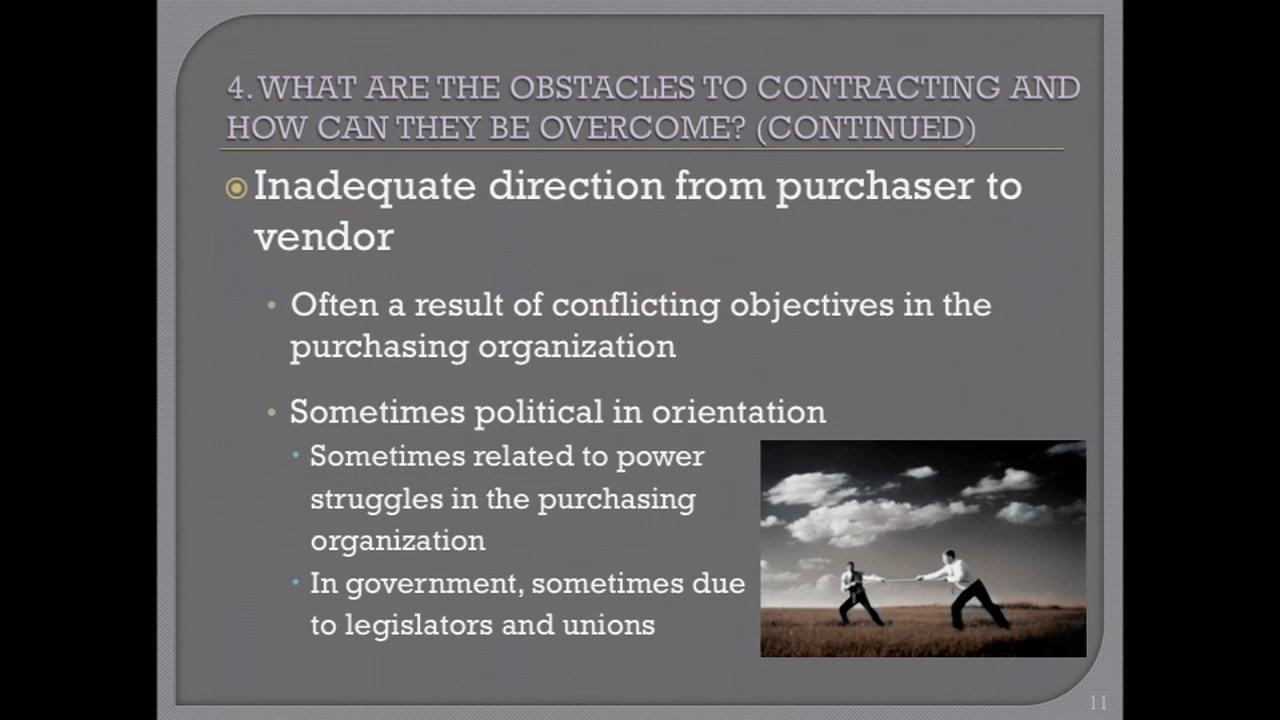 4. WHAT ARE THE OBSTACLES TO CONTRACTING AND
HOW CAN THEY BE OVERCOME? (CONTINUED)
Inadequate direction from purchaser to
vendor
• Often a result of conflicting objectives in the
purchasing organization
• Sometimes political in orientation
• Sometimes related to power
struggles in the purchasing
organization
• In government, sometimes due
to legislators and unions
11